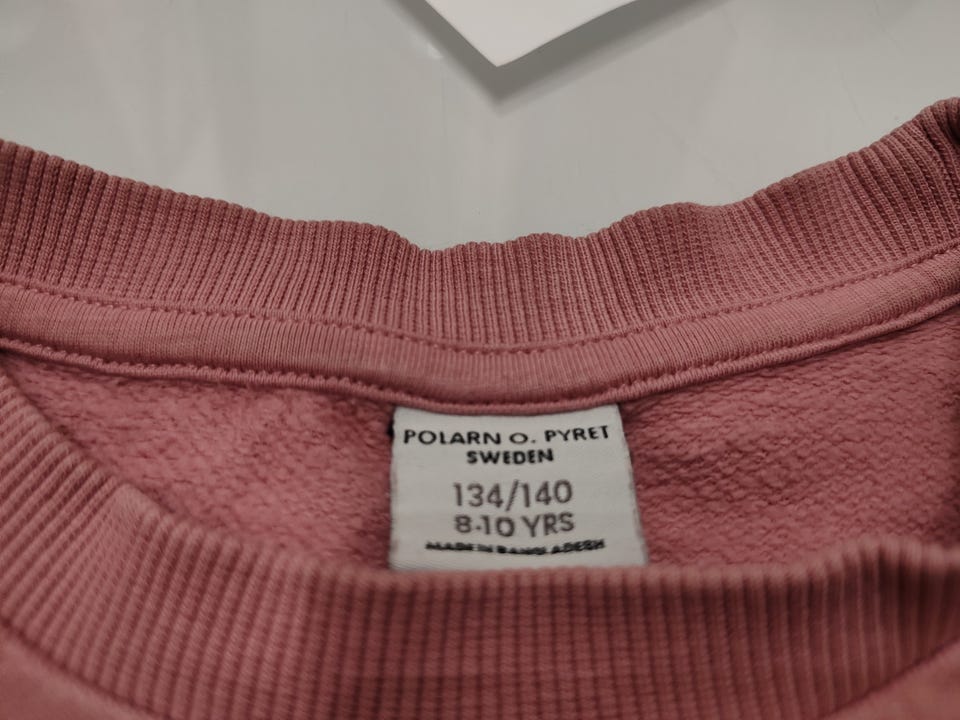 POLARN O. PYRET
SWEDEN
134/140
8-10 YRS
MADE IN BANGLADESH